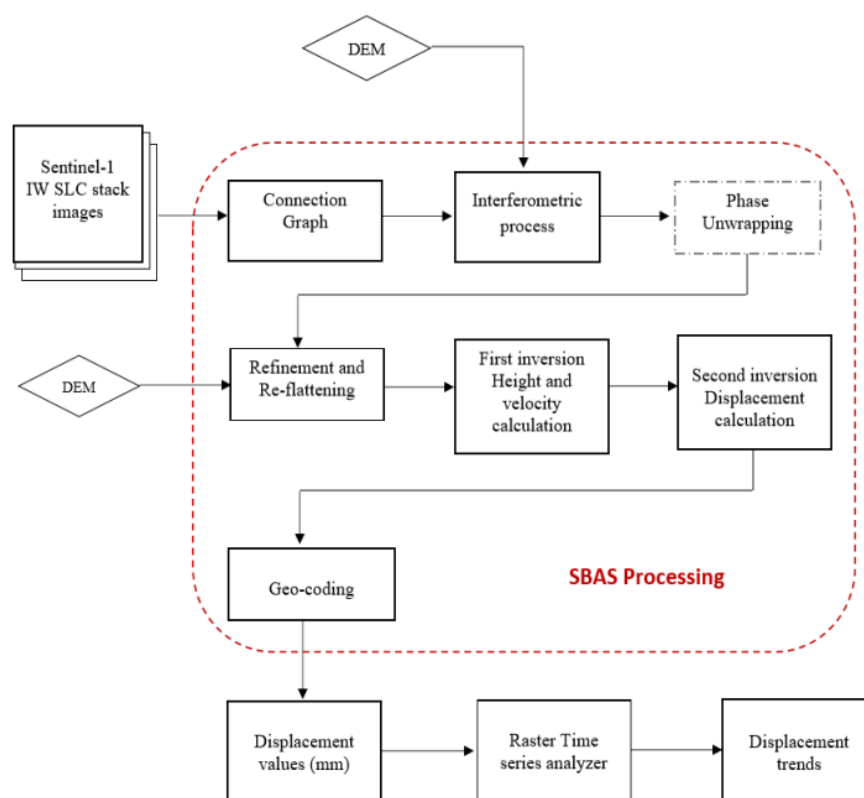 DEM
Sentinel-1
IW SLC stack
images
Connection
Graph
Interferometric
process
Phase
Unwrapping
DEM
Refinement and
Re-flattening
First inversion
Height and
velocity
calculation
Second inversion
Displacement
calculation
Geo-coding
SBAS Processing
Displacement
values (mm)
Raster Time
series analyzer
Displacement
trends